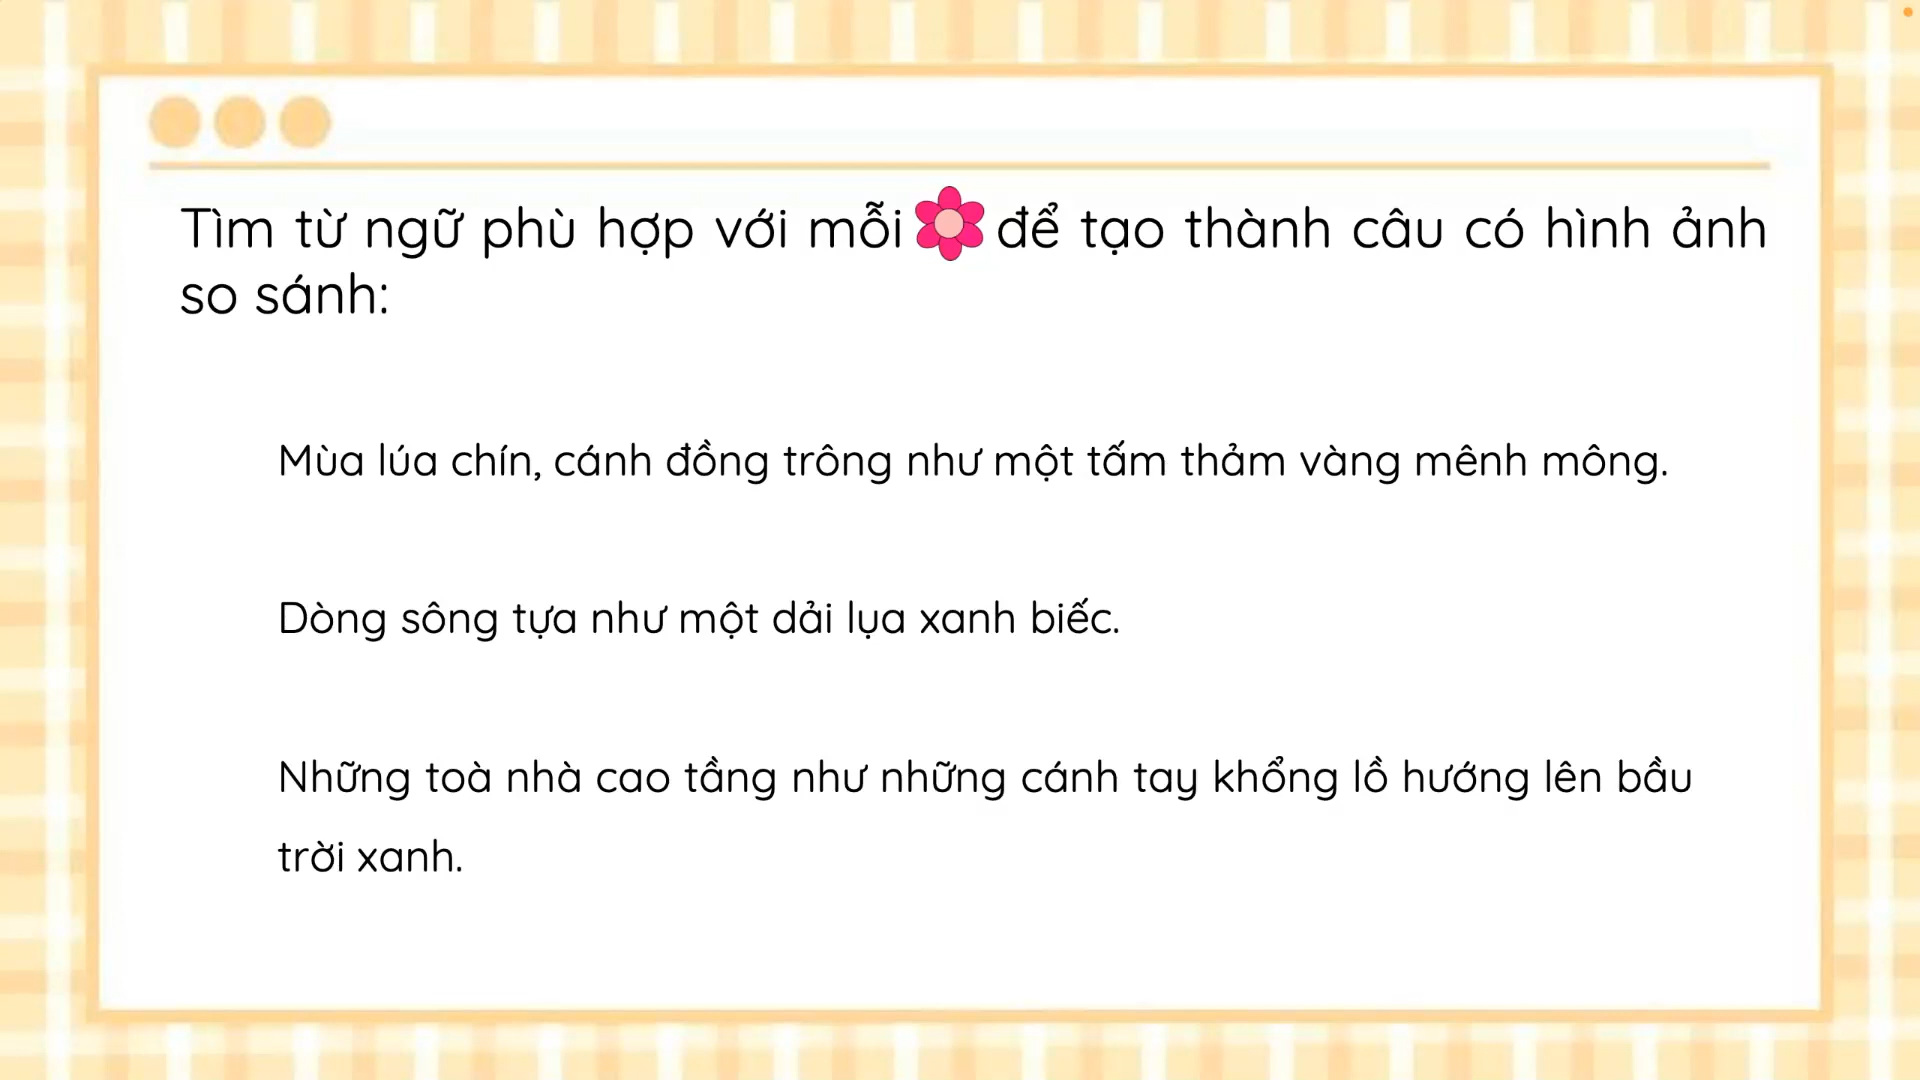 Tìm từ ngữ phù hợp với mỗi để tạo thành câu có hình ảnh
so sánh:
Mùa lúa chín, cánh đồng trông như một tấm thảm vàng mênh mông.
Dòng sông tựa như một dải lụa xanh biếc.
Những toà nhà cao tầng như những cánh tay khổng lồ hướng lên bầu
trời xanh.